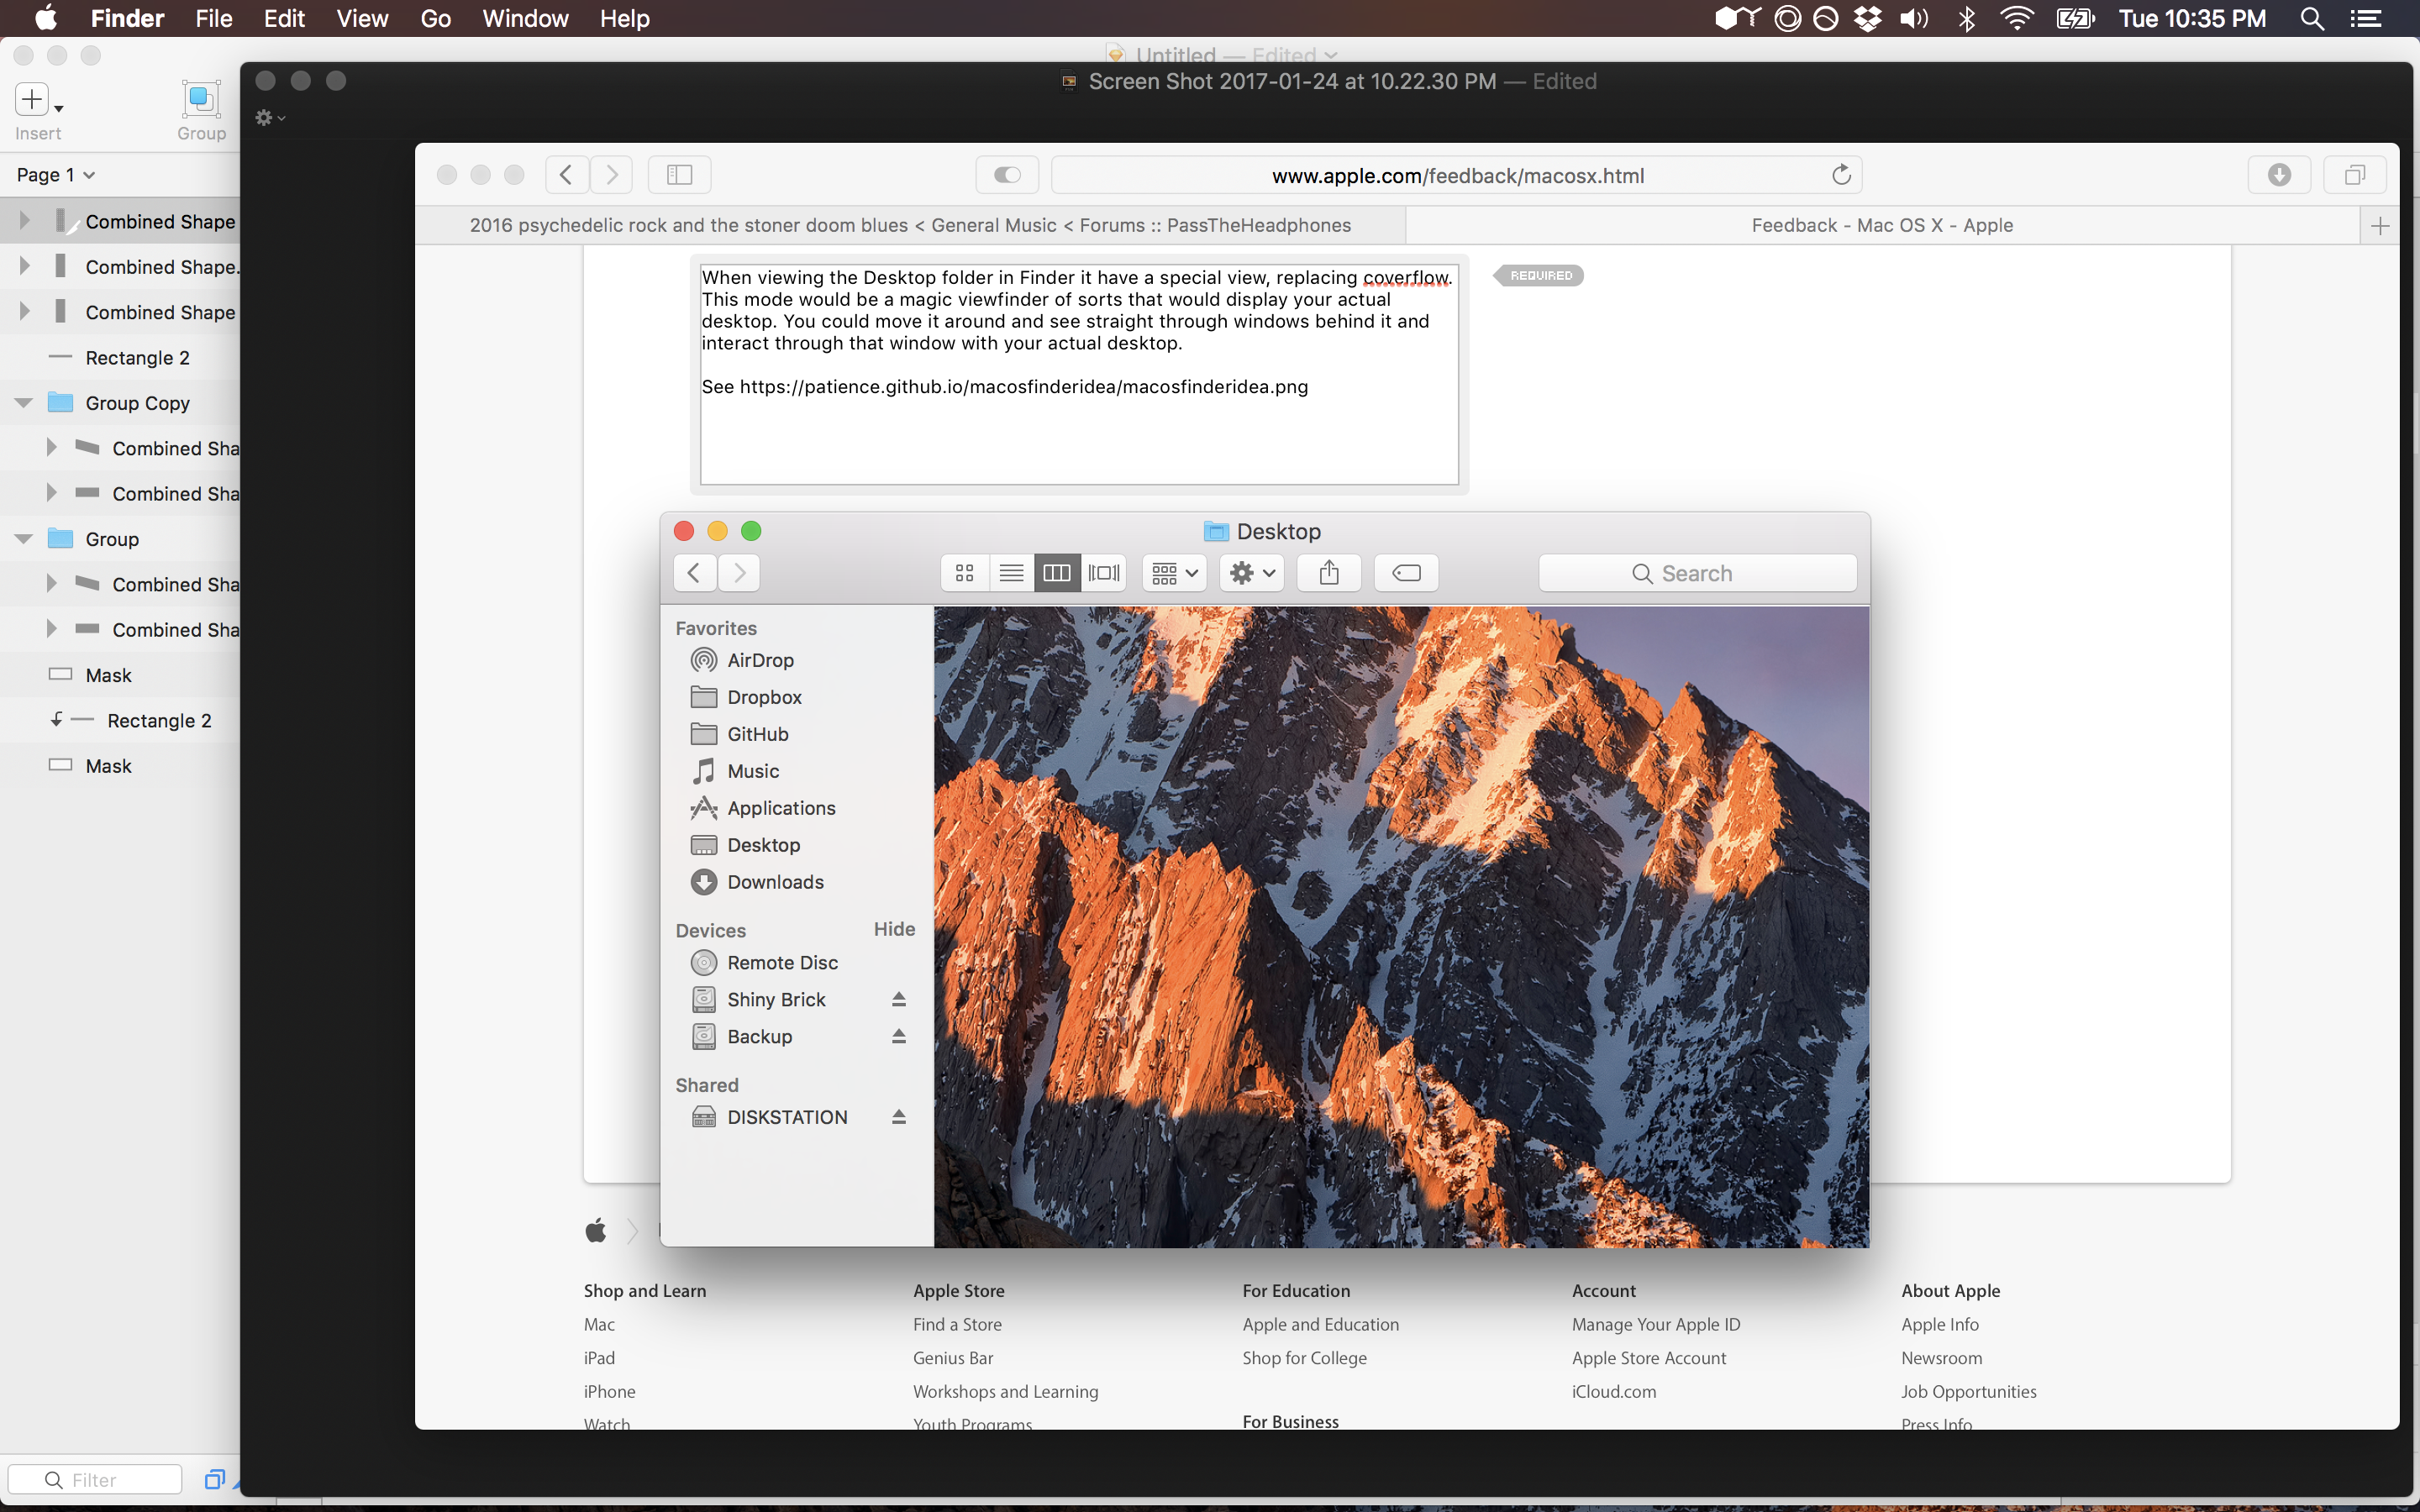 Finder File Edit View Go Window Help
Tue 10:35 PM
Untitled — Edited
Insert
Group
Page 1
Combined Shape
Combined Shape.
Combined Shape
Rectangle 2
Group Copy
Combined Sha
Combined Sha
Group
Combined Sha
Combined Sha
Mask
Rectangle 2
Mask
Filter
Screen Shot 2017-01-24 at 10.22.30 PM — Edited
www.apple.com/feedback/macosx.html
2016 psychedelic rock and the stoner doom blues < General Music < Forums :: PassTheHeadphones
Feedback - Mac OS X - Apple
When viewing the Desktop folder in Finder it have a special view, replacing coverflow.
This mode would be a magic viewfinder of sorts that would display your actual
desktop. You could move it around and see straight through windows behind it and
interact through that window with your actual desktop.
See https://patience.github.io/macosfinderidea/macosfinderidea.png
REQUIRED
Desktop
Search
Favorites
AirDrop
Dropbox
GitHub
Music
Applications
Desktop
Downloads
Devices Hide
Remote Disc
Shiny Brick
Backup
Shared
DISKSTATION
Shop and Learn
Mac
iPad
iPhone
Watch
Apple Store
Find a Store
Genius Bar
Workshops and Learning
Youth Programs
For Education
Apple and Education
Shop for College
For Business
Account
Manage Your Apple ID
Apple Store Account
iCloud.com
About Apple
Apple Info
Newsroom
Job Opportunities
Press Info